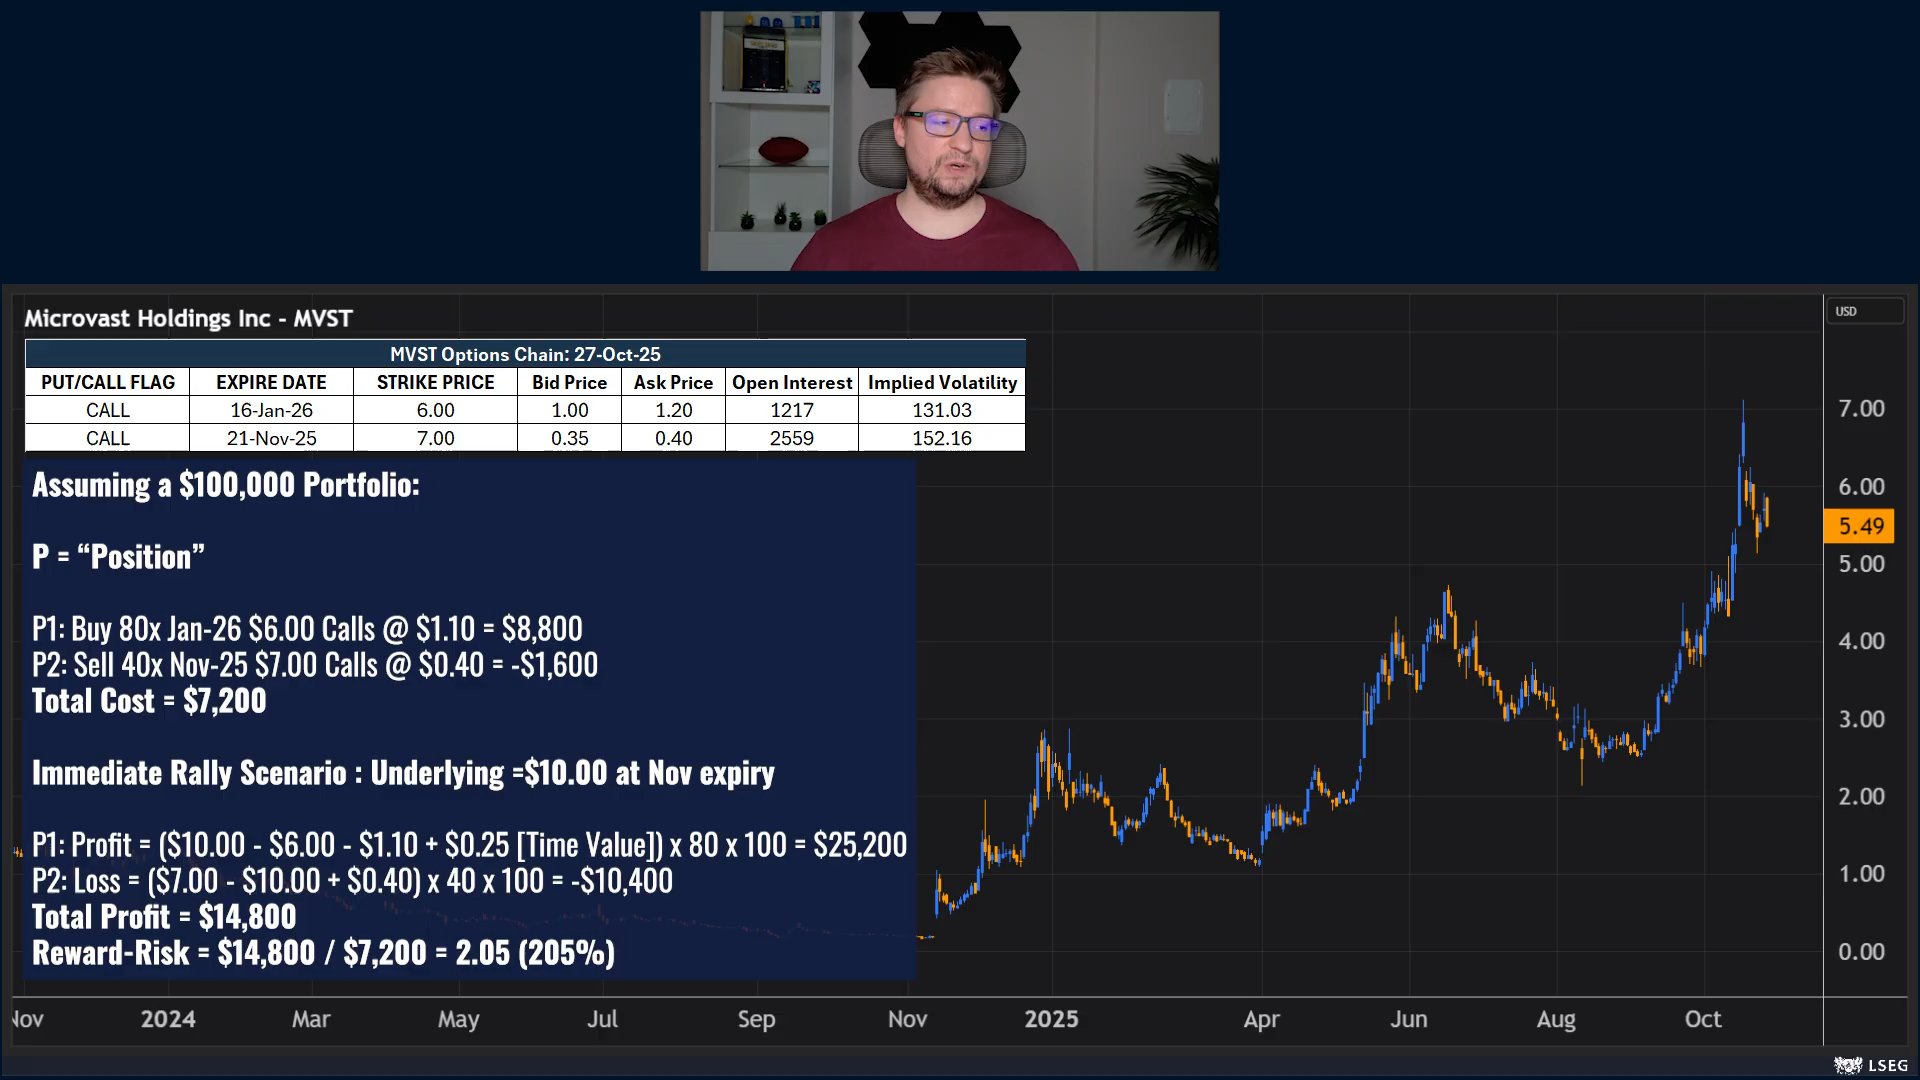 Microvast Holdings Inc - MVST
MVST Options Chain: 27-Oct-25
PUT/CALL FLAG EXPIRE DATE STRIKE PRICE Bid Price Ask Price Open Interest Implied Volatility
CALL 16-Jan-26 6.00 1.00 1.20 1217 131.03
CALL 21-Nov-25 7.00 0.35 0.40 2559 152.16
Assuming a $100,000 Portfolio:
P = “Position”
P1: Buy 80x Jan-26 $6.00 Calls @ $1.10 = $8,800
P2: Sell 40x Nov-25 $7.00 Calls @ $0.40 = -$1,600
Total Cost = $7,200
Immediate Rally Scenario : Underlying =$10.00 at Nov expiry
P1: Profit = ($10.00 - $6.00 - $1.10 + $0.25 [Time Value]) x 80 x 100 = $25,200
P2: Loss = ($7.00 - $10.00 + $0.40) x 40 x 100 = -$10,400
Total Profit = $14,800
Reward-Risk = $14,800 / $7,200 = 2.05 (205%)
USD
7.00
6.00
5.49
5.00
4.00
3.00
2.00
1.00
0.00
Nov 2024 Mar May Jul Sep Nov 2025 Apr Jun Aug Oct
LSEG